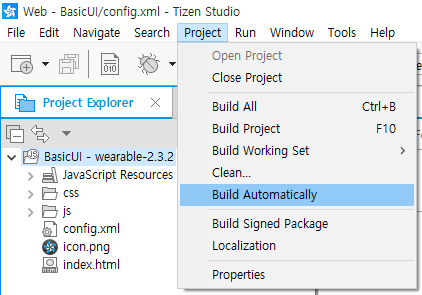 Web - BasicUI/config.xml - Tizen Studio
File Edit Navigate Search Project Run Tools Window Help
Open Project
Close Project
Build All Ctrl+B
Build Project F10
Build Working Set
Clean...
Build Automatically
Build Signed Package
Localization
Properties
010
Project Explorer
BasicUI - wearable-2.3.2
JavaScript Resources
css
js
config.xml
icon.png
index.html